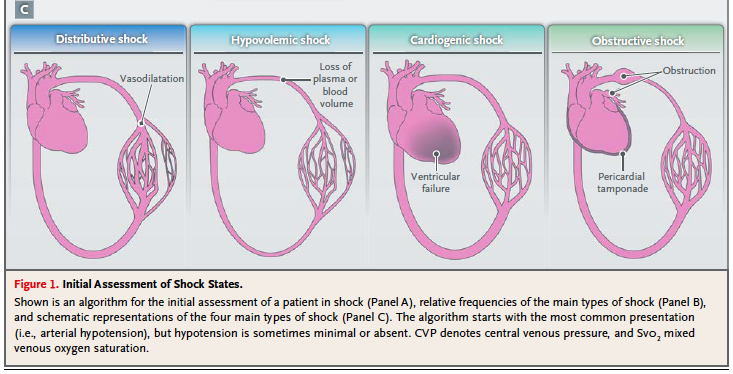 C
Distributive shock
Hypovolemic shock
Cardiogenic shock
Obstructive shock
Vasodilatation
Loss of
plasma or
blood
volume
Ventricular
failure
Obstruction
Pericardial
tamponade
Figure 1. Initial Assessment of Shock States.
Shown is an algorithm for the initial assessment of a patient in shock (Panel A), relative frequencies of the main types of shock (Panel B),
and schematic representations of the four main types of shock (Panel C). The algorithm starts with the most common presentation
(i.e., arterial hypotension), but hypotension is sometimes minimal or absent. CVP denotes central venous pressure, and SvO₂ mixed
venous oxygen saturation.